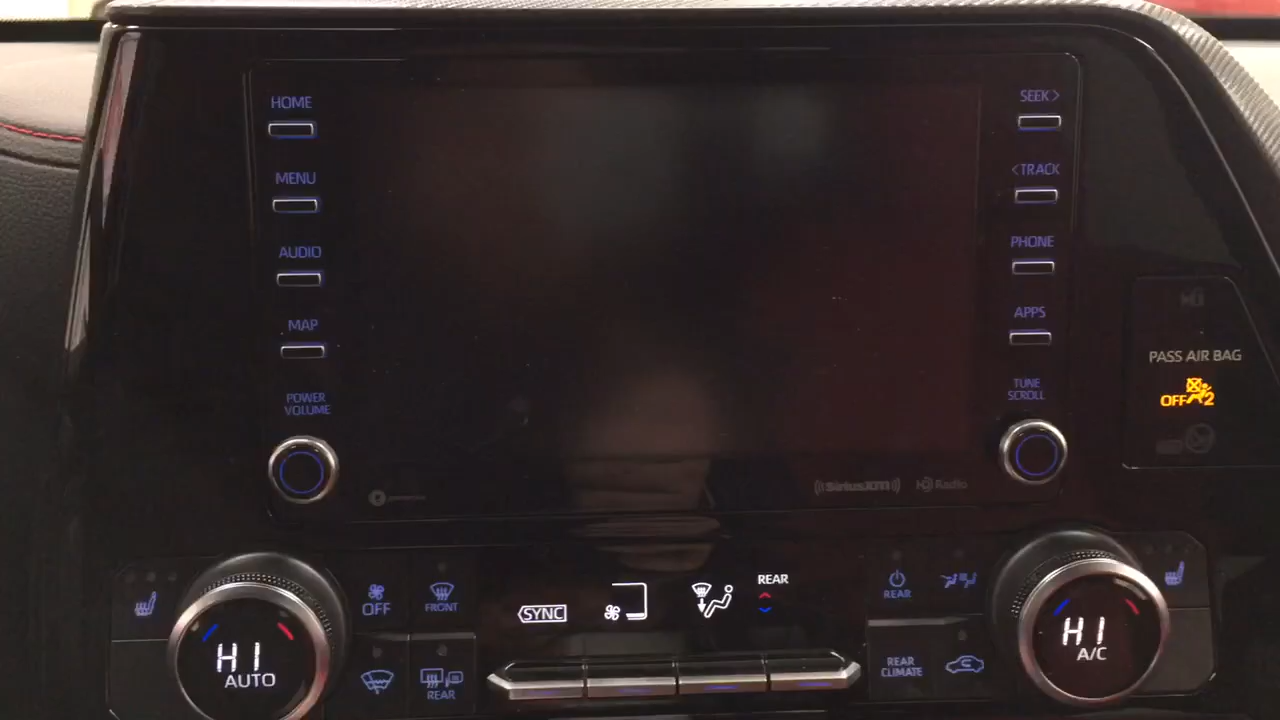 HOME
MENU
AUDIO
MAP
POWER
VOLUME
SEEK>
<TRACK
PHONE
APPS
TUNE
SCROLL
PASS AIR BAG
OFF 2
SiriusXM
HD Radio
HI
AUTO
OFF
FRONT
REAR
SYNC
REAR
REAR
REAR
CLIMATE
HI
A/C